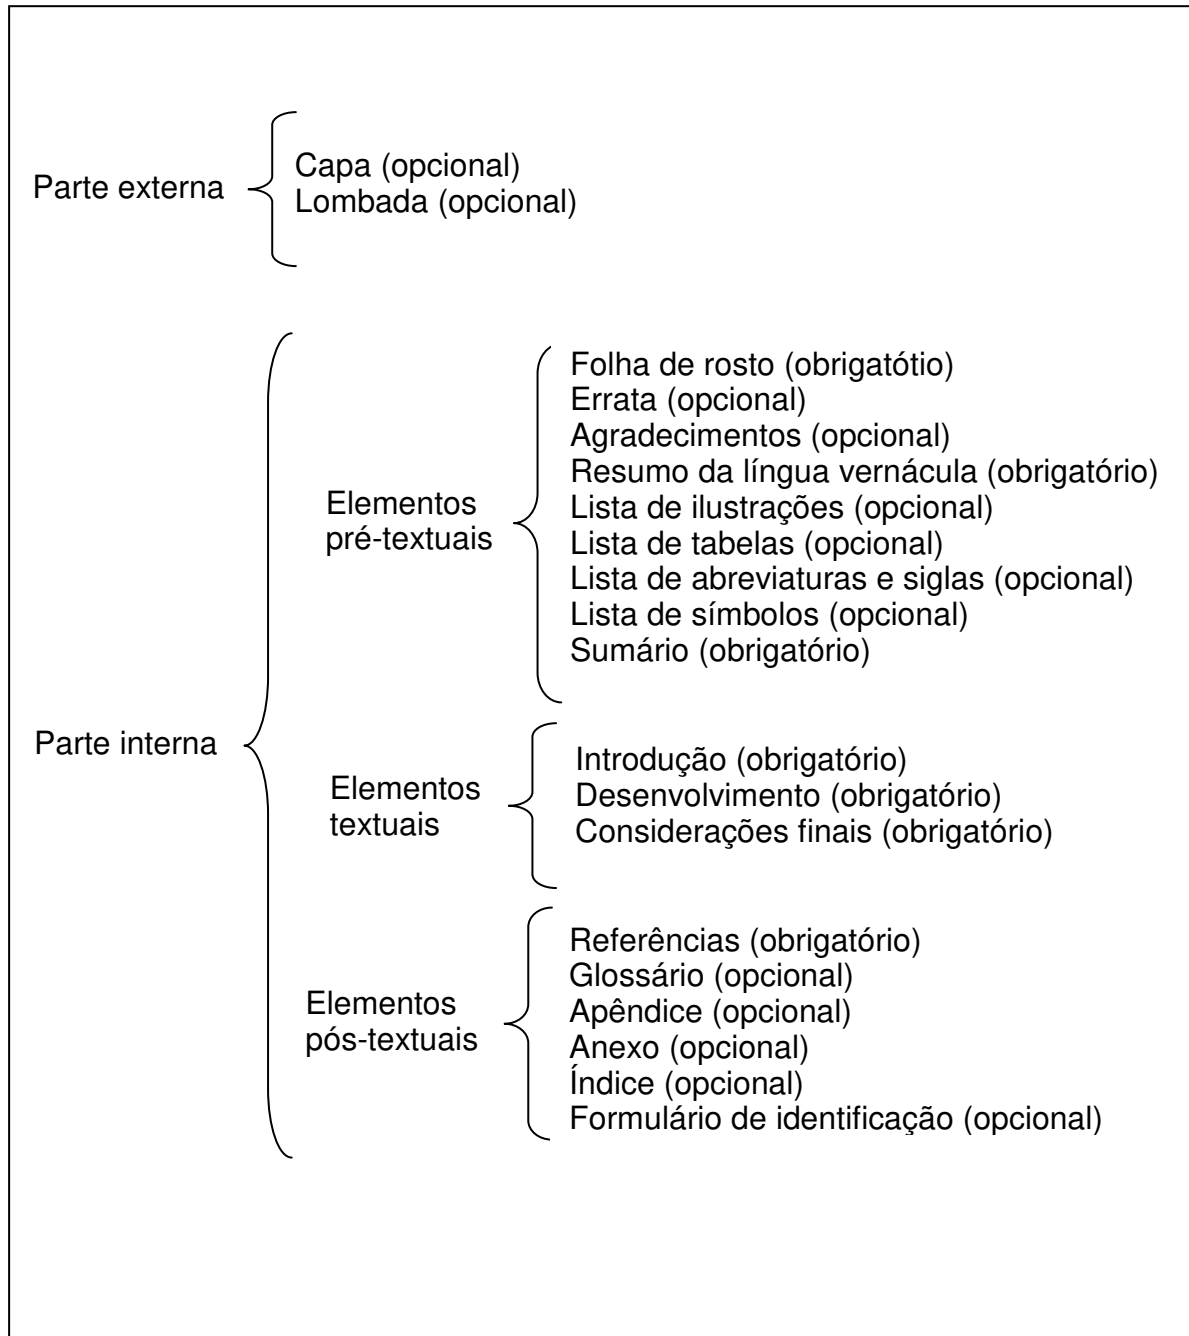 Parte externa
Capa (opcional)
Lombada (opcional)
Parte interna
Elementos
pré-textuais
Folha de rosto (obrigatótio)
Errata (opcional)
Agradecimentos (opcional)
Resumo da língua vernácula (obrigatório)
Lista de ilustrações (opcional)
Lista de tabelas (opcional)
Lista de abreviaturas e siglas (opcional)
Lista de símbolos (opcional)
Sumário (obrigatório)
Elementos
textuais
Introdução (obrigatório)
Desenvolvimento (obrigatório)
Considerações finais (obrigatório)
Elementos
pós-textuais
Referências (obrigatório)
Glossário (opcional)
Apêndice (opcional)
Anexo (opcional)
Índice (opcional)
Formulário de identificação (opcional)